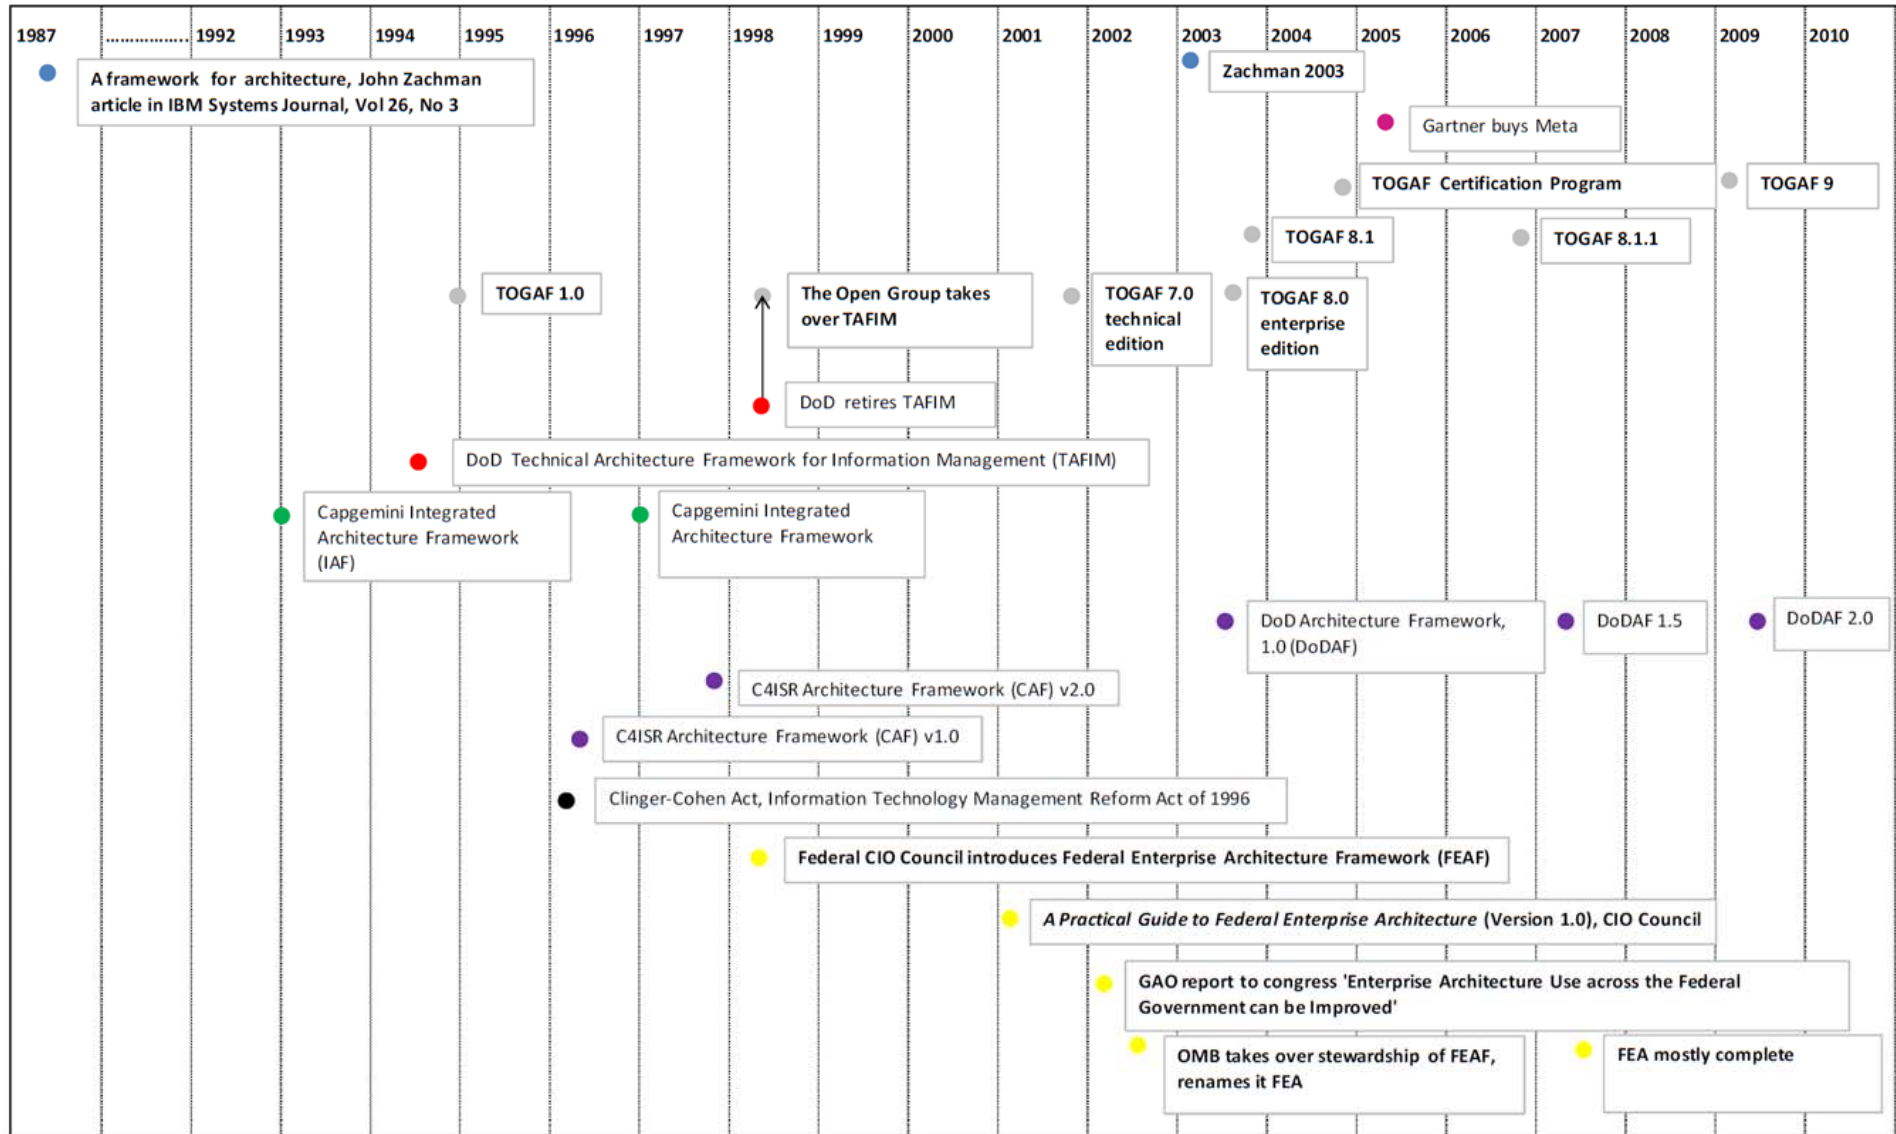 1987 ................ 1992 1993 1994 1995 1996 1997 1998 1999 2000 2001 2002 2003 2004 2005 2006 2007 2008 2009 2010
A framework for architecture, John Zachman
article in IBM Systems Journal, Vol 26, No 3
Zachman 2003
Gartner buys Meta
TOGAF Certification Program
TOGAF 9
TOGAF 8.1
TOGAF 8.1.1
TOGAF 1.0
The Open Group takes
over TAFIM
TOGAF 7.0
technical
edition
TOGAF 8.0
enterprise
edition
DoD retires TAFIM
DoD Technical Architecture Framework for Information Management (TAFIM)
Capgemini Integrated
Architecture Framework
(IAF)
Capgemini Integrated
Architecture Framework
DoD Architecture Framework,
1.0 (DoDAF)
DoDAF 1.5
DoDAF 2.0
C4ISR Architecture Framework (CAF) v2.0
C4ISR Architecture Framework (CAF) v1.0
Clinger-Cohen Act, Information Technology Management Reform Act of 1996
Federal CIO Council introduces Federal Enterprise Architecture Framework (FEAF)
A Practical Guide to Federal Enterprise Architecture (Version 1.0), CIO Council
GAO report to congress 'Enterprise Architecture Use across the Federal
Government can be Improved'
OMB takes over stewardship of FEAF,
renames it FEA
FEA mostly complete